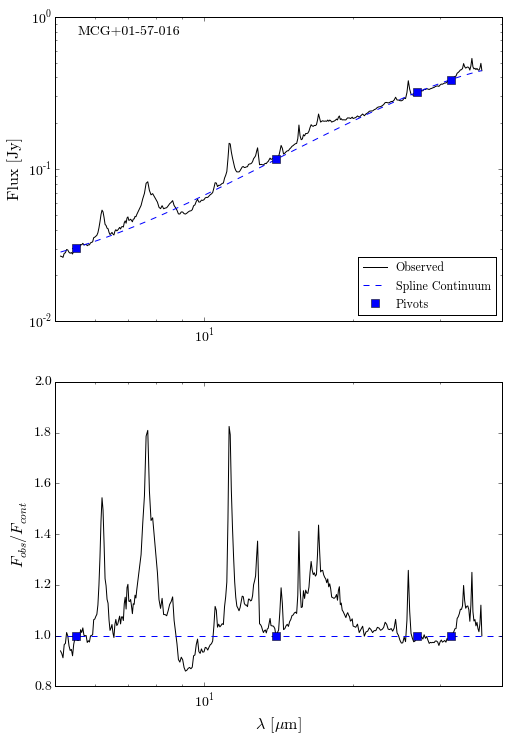 10^0
MCG+01-57-016
Flux [Jy]
10^-1
Observed
Spline Continuum
Pivots
10^-2
10^1
2.0
1.8
1.6
F_obs/F_cont
1.4
1.2
1.0
0.8
10^1
λ [μm]